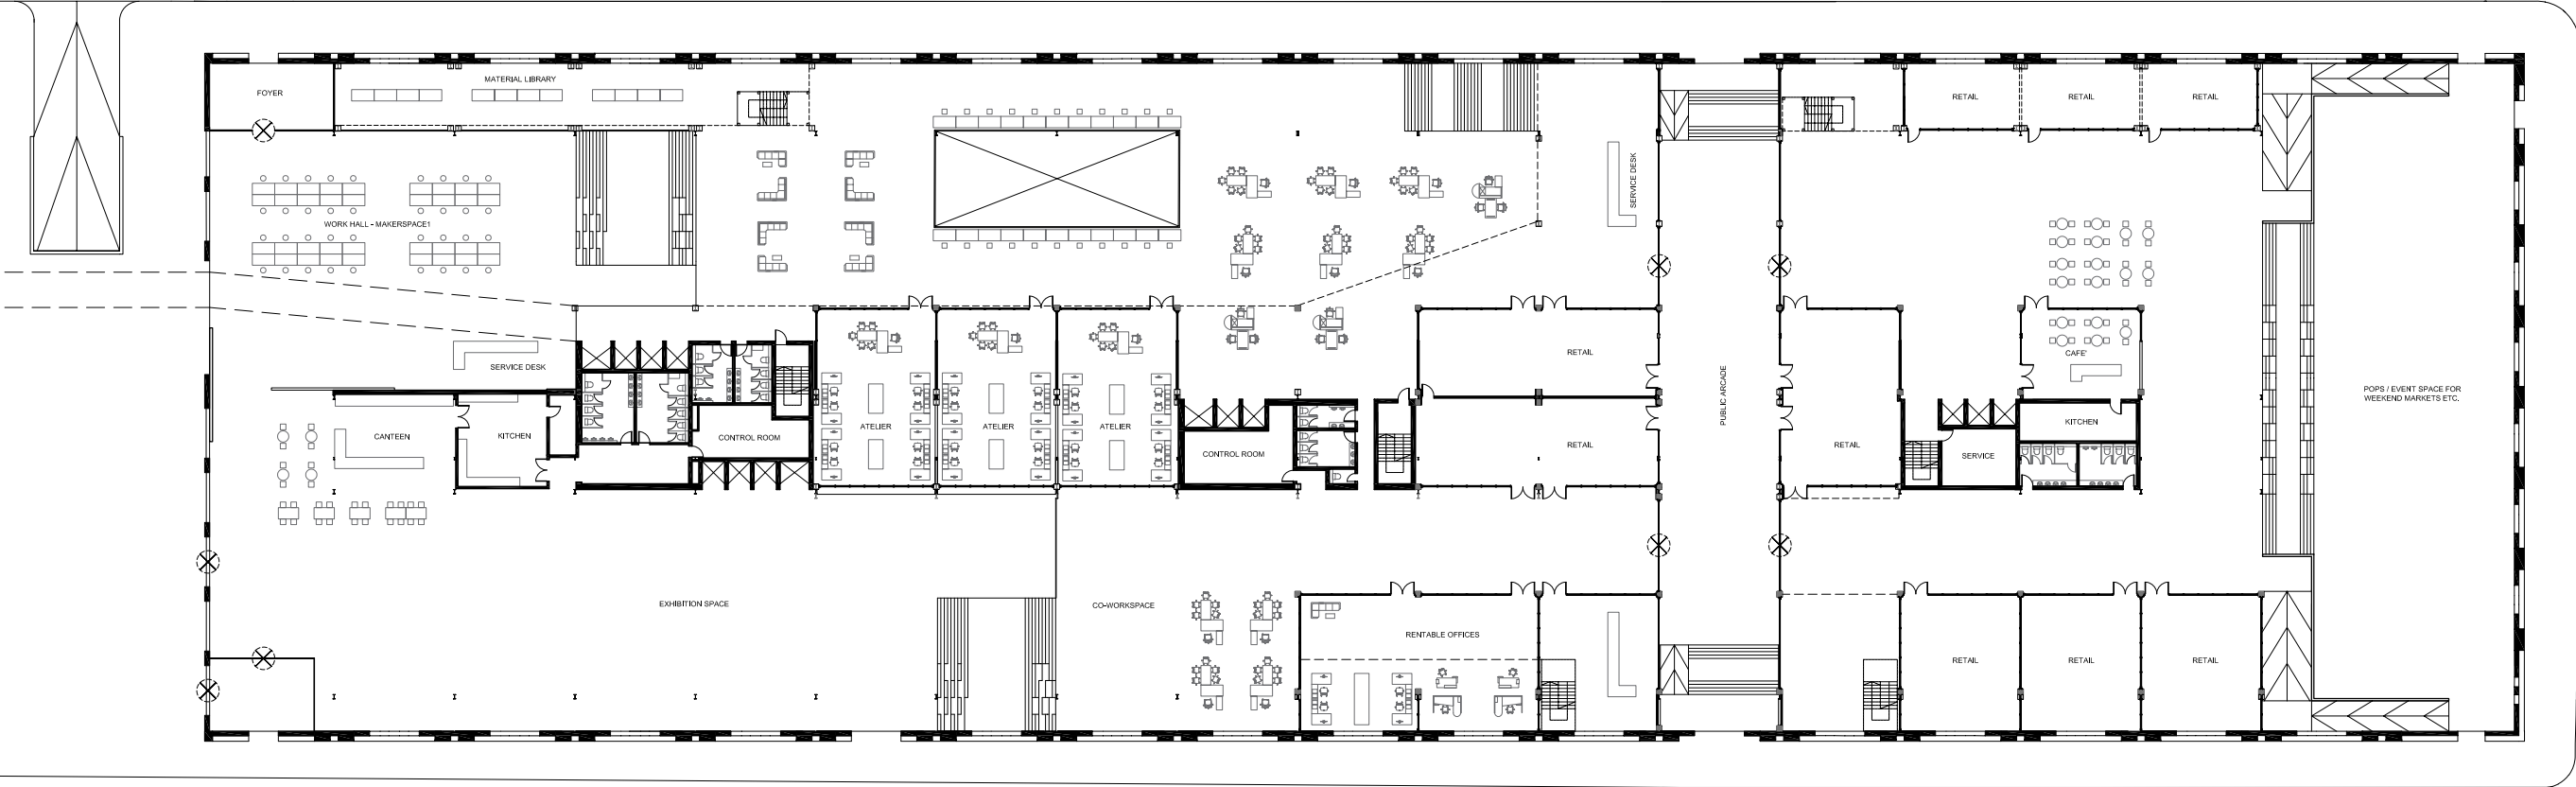 MATERIAL LIBRARY
FOYER
RETAIL
RETAIL
RETAIL
SERVICE DESK
WORK HALL - MAKERSPACE1
SERVICE DESK
RETAIL
CAFE'
PUBLIC ARCADE
POPS / EVENT SPACE FOR
WEEKEND MARKETS ETC.
CANTEEN
KITCHEN
CONTROL ROOM
ATELIER
ATELIER
ATELIER
CONTROL ROOM
RETAIL
RETAIL
SERVICE
KITCHEN
EXHIBITION SPACE
CO-WORKSPACE
RENTABLE OFFICES
RETAIL
RETAIL
RETAIL